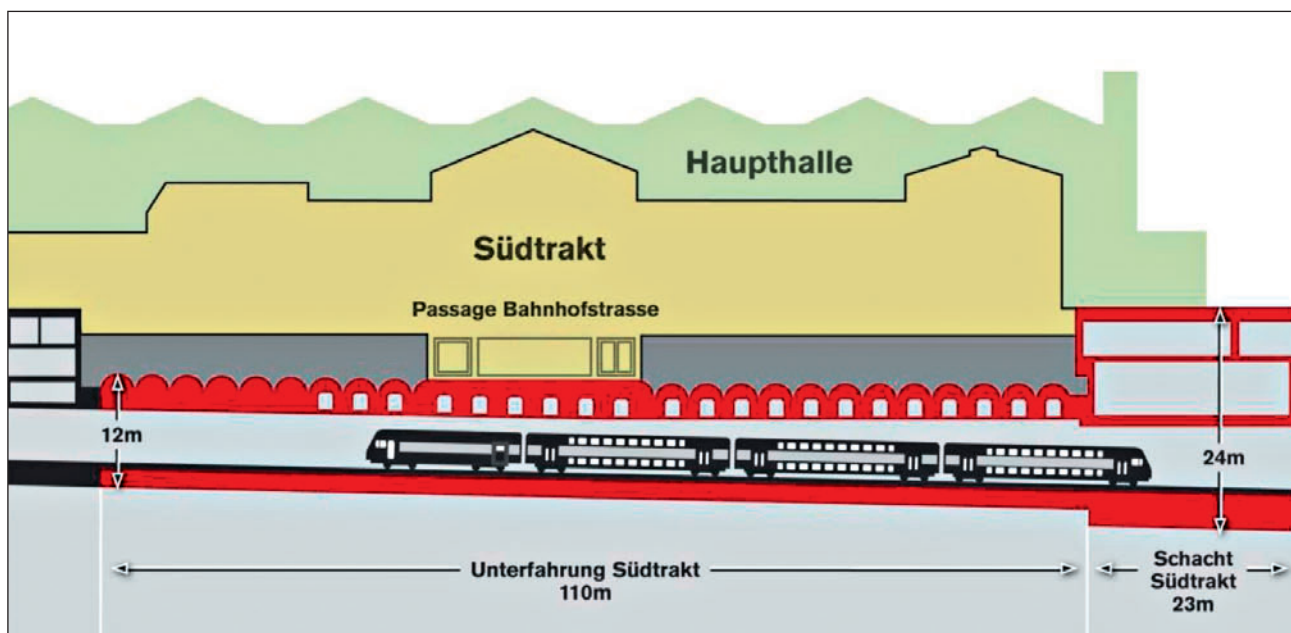 Haupthalle
Südtrakt
Passage Bahnhofstrasse
12m
24m
Unterfahrung Südtrakt
110m
Schacht
Südtrakt
23m